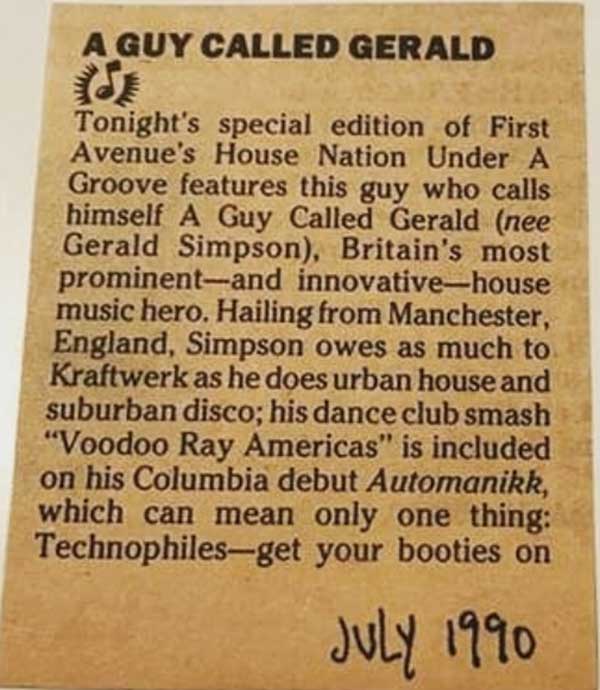 A GUY CALLED GERALD
Tonight's special edition of First
Avenue's House Nation Under A
Groove features this guy who calls
himself A Guy Called Gerald (nee
Gerald Simpson), Britain's most
prominent—and innovative—house
music hero. Hailing from Manchester,
England, Simpson owes as much to
Kraftwerk as he does urban house and
suburban disco; his dance club smash
“Voodoo Ray Americas” is included
on his Columbia debut Automanikk,
which can mean only one thing:
Technophiles—get your booties on
JULY 1990